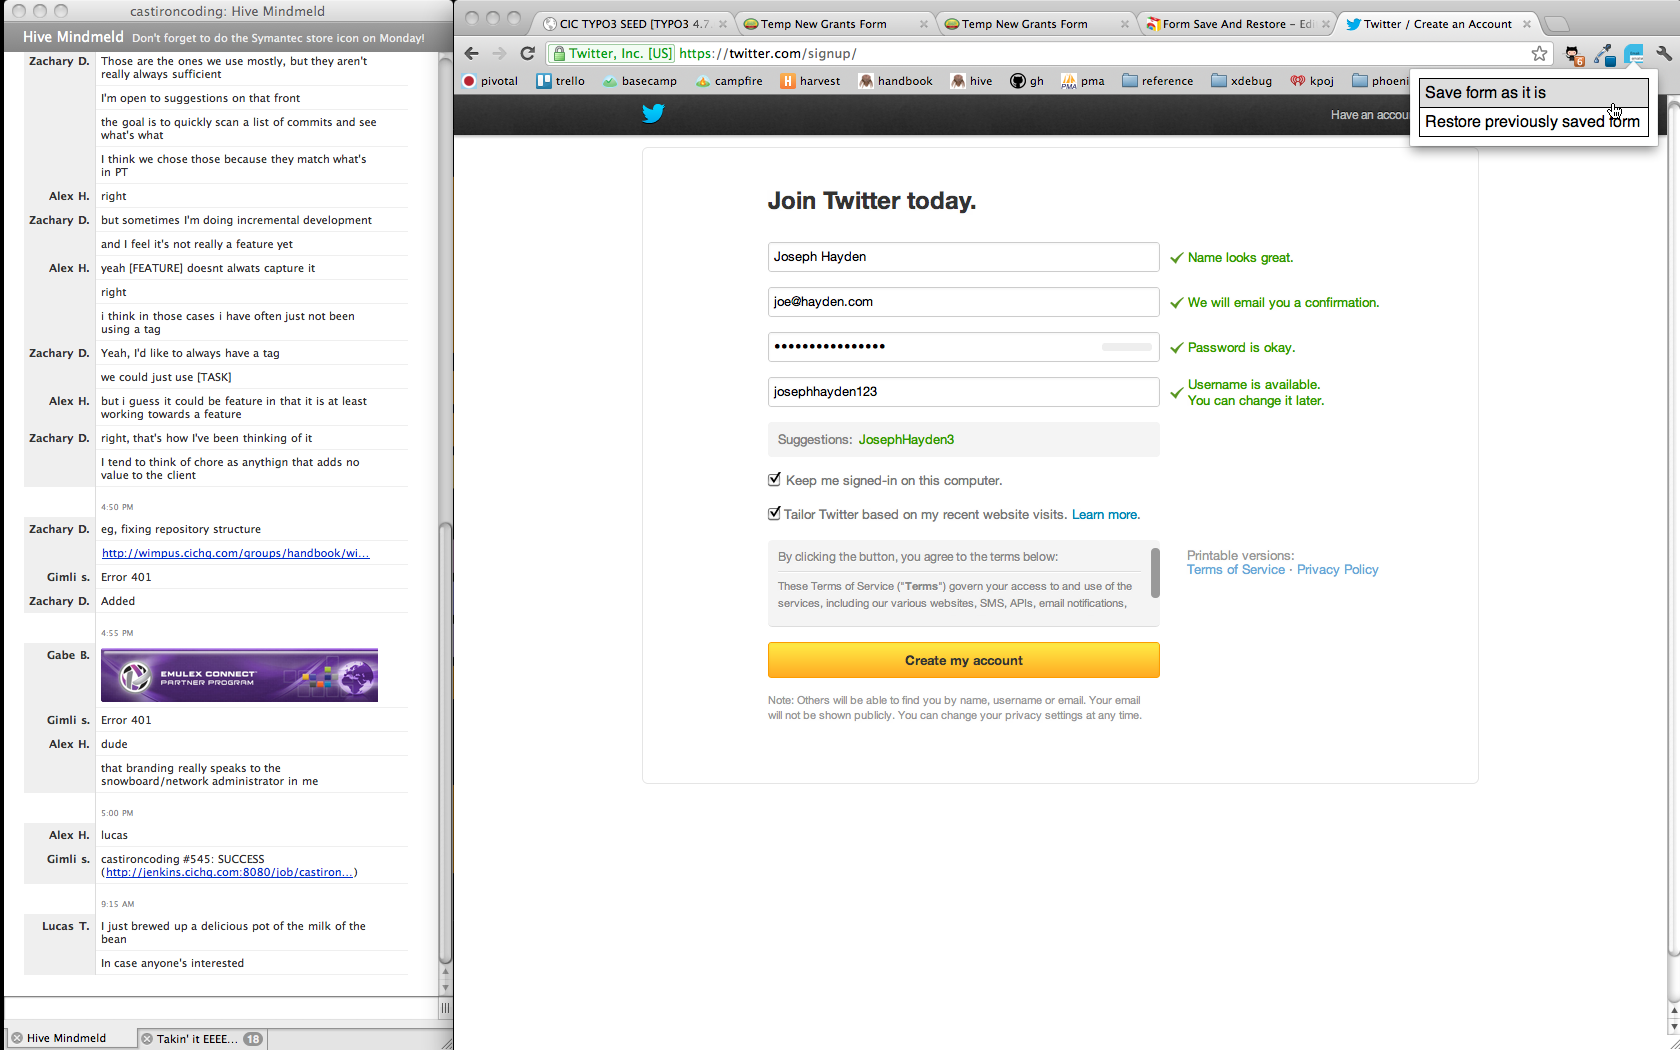 castironcoding: Hive Mindmeld
Hive Mindmeld Don't forget to do the Symantec store icon on Monday!
Zachary D. Those are the ones we use mostly, but they aren't
really always sufficient
I'm open to suggestions on that front
the goal is to quickly scan a list of commits and see
what's what
I think we chose those because they match what's
in PT
Alex H. right
Zachary D. but sometimes I'm doing incremental development
and I feel it's not really a feature yet
Alex H. yeah [FEATURE] doesnt alwats capture it
right
i think in those cases i have often just not been
using a tag
Zachary D. Yeah, I'd like to always have a tag
we could just use [TASK]
Alex H. but i guess it could be feature in that it is at least
working towards a feature
Zachary D. right, that's how I've been thinking of it
I tend to think of chore as anythign that adds no
value to the client
4:50 PM
Zachary D. eg, fixing repository structure
http://wimpus.cichq.com/groups/handbook/wi...
Gimli s. Error 401
Zachary D. Added
4:55 PM
Gabe B.
EMULEX CONNECT
PARTNER PROGRAM
Gimli s. Error 401
Alex H. dude
that branding really speaks to the
snowboard/network administrator in me
5:00 PM
Alex H. lucas
Gimli s. castironcoding #545: SUCCESS
(http://jenkins.cichq.com:8080/job/castiron...)
9:15 AM
Lucas T. I just brewed up a delicious pot of the milk of the
bean
In case anyone's interested
Hive Mindmeld
Takin' it EEEE... 18
CIC TYPO3 SEED [TYPO3 4.7
Temp New Grants Form
Temp New Grants Form
Form Save And Restore – Edi
Twitter / Create an Account
Twitter, Inc. [US] https://twitter.com/signup/
6
pivotal trello basecamp campfire harvest handbook hive gh pma reference xdebug kpoj phoeni
Save form as it is
Restore previously saved form
Have an accou
Join Twitter today.
Joseph Hayden
Name looks great.
joe@hayden.com
We will email you a confirmation.
Password is okay.
josephhayden123
Username is available.
You can change it later.
Suggestions: JosephHayden3
Keep me signed-in on this computer.
Tailor Twitter based on my recent website visits. Learn more.
By clicking the button, you agree to the terms below:
These Terms of Service ("Terms") govern your access to and use of the
services, including our various websites, SMS, APIs, email notifications,
Printable versions:
Terms of Service · Privacy Policy
Create my account
Note: Others will be able to find you by name, username or email. Your email
will not be shown publicly. You can change your privacy settings at any time.